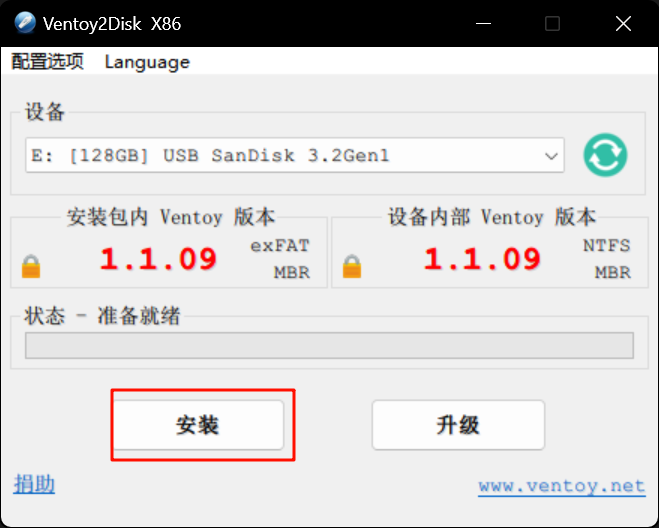 Ventoy2Disk X86
配置选项 Language
设备
E: [128GB] USB SanDisk 3.2Gen1
安装包内 Ventoy 版本
1.1.09
exFAT
MBR
设备内部 Ventoy 版本
1.1.09
NTFS
MBR
状态 - 准备就绪
安装
升级
捐助
www.ventoy.net